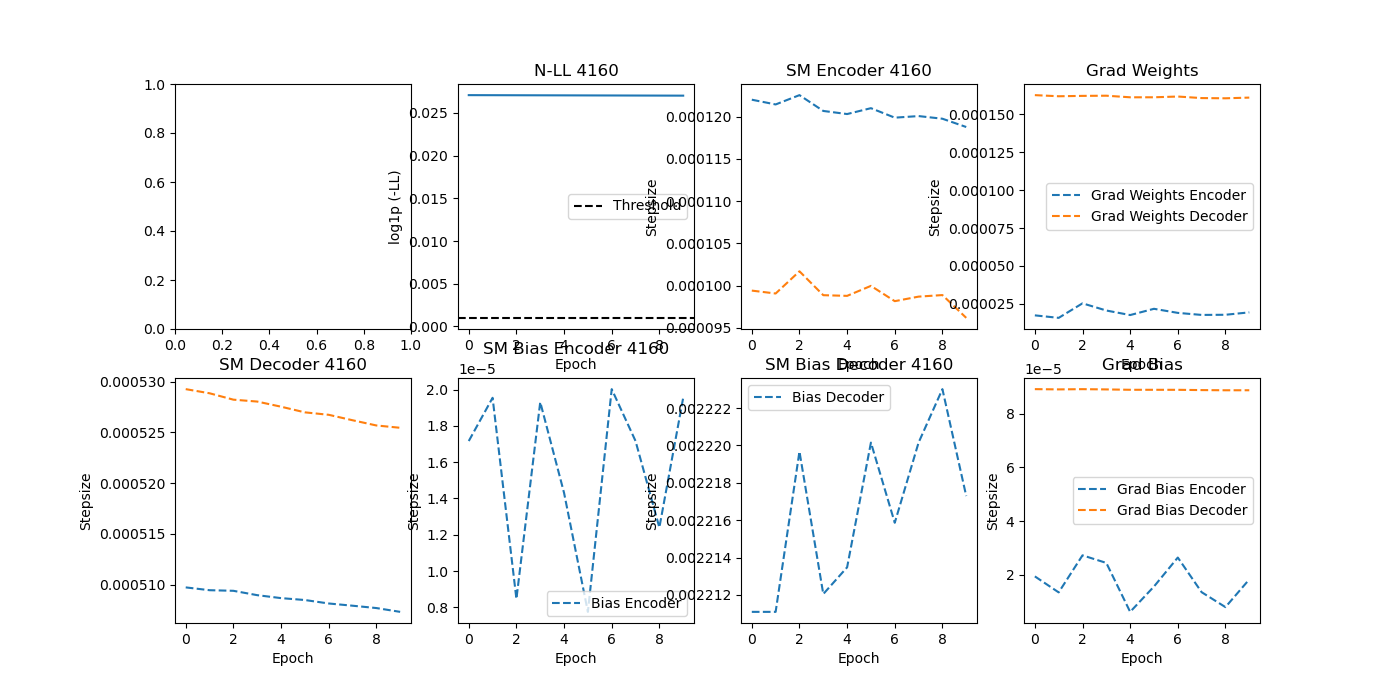 N-LL 4160
SM Encoder 4160
Grad Weights
1.0
0.8
0.6
0.4
0.2
0.0
0.0 0.2 0.4 0.6 0.8 1.0
log1p (-LL)
0.025
0.020
0.015
0.010
0.005
0.000
Threshold
0 2 4 6 8
Epoch
Stepsize
0.000120
0.000115
0.000110
0.000105
0.000100
0.000095
0 2 4 6 8
Epoch
Stepsize
0.000150
0.000125
0.000100
0.000075
0.000050
0.000025
Grad Weights Encoder
Grad Weights Decoder
0 2 4 6 8
Epoch
SM Decoder 4160
SM Bias Encoder 4160
SM Bias Decoder 4160
Grad Bias
Stepsize
0.000530
0.000525
0.000520
0.000515
0.000510
0 2 4 6 8
Epoch
1e−5
Stepsize
2.0
1.8
1.6
1.4
1.2
1.0
0.8
Bias Encoder
0 2 4 6 8
Epoch
Stepsize
0.002222
0.002220
0.002218
0.002216
0.002214
0.002212
Bias Decoder
0 2 4 6 8
Epoch
1e−5
Stepsize
8
6
4
2
Grad Bias Encoder
Grad Bias Decoder
0 2 4 6 8
Epoch